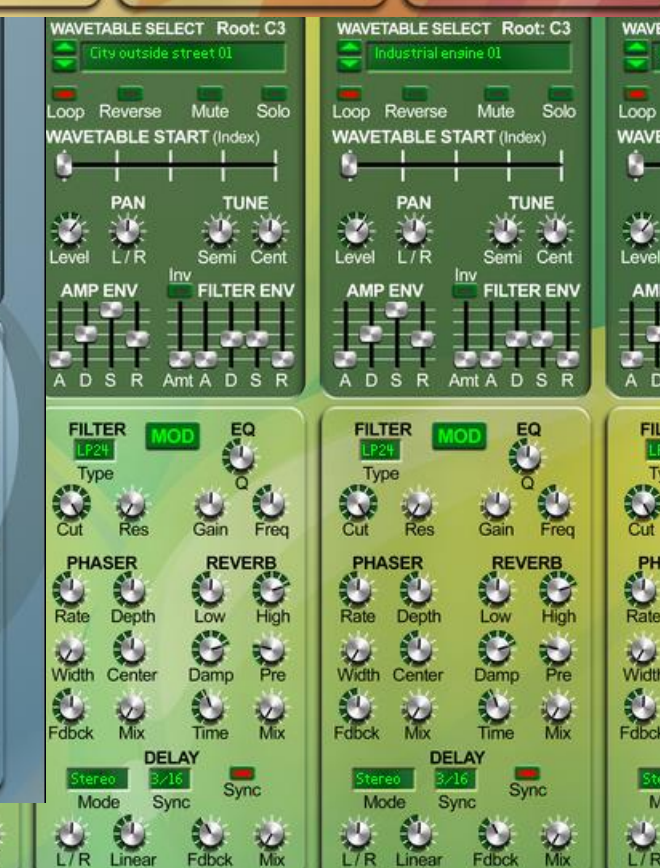 WAVETABLE SELECT Root: C3
City outside street 01
Loop Reverse Mute Solo
WAVETABLE START (Index)
PAN TUNE
Level L/R Semi Cent
Inv
AMP ENV FILTER ENV
A D S R Amt A D S R
FILTER MOD EQ
LP24
Type Q
Cut Res Gain Freq
PHASER REVERB
Rate Depth Low High
Width Center Damp Pre
Fdbck Mix Time Mix
DELAY
Stereo 3/16
Mode Sync Sync
L/R Linear Fdbck Mix
WAVETABLE SELECT Root: C3
Industrial engine 01
Loop Reverse Mute Solo
WAVETABLE START (Index)
PAN TUNE
Level L/R Semi Cent
Inv
AMP ENV FILTER ENV
A D S R Amt A D S R
FILTER MOD EQ
LP24
Type Q
Cut Res Gain Freq
PHASER REVERB
Rate Depth Low High
Width Center Damp Pre
Fdbck Mix Time Mix
DELAY
Stereo 3/16
Mode Sync Sync
L/R Linear Fdbck Mix
Loop
Level
A
Cut
Rate